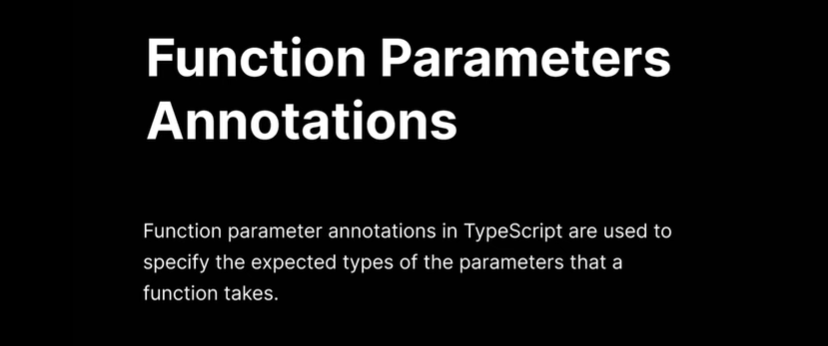 Function Parameters
Annotations
Function parameter annotations in TypeScript are used to
specify the expected types of the parameters that a
function takes.